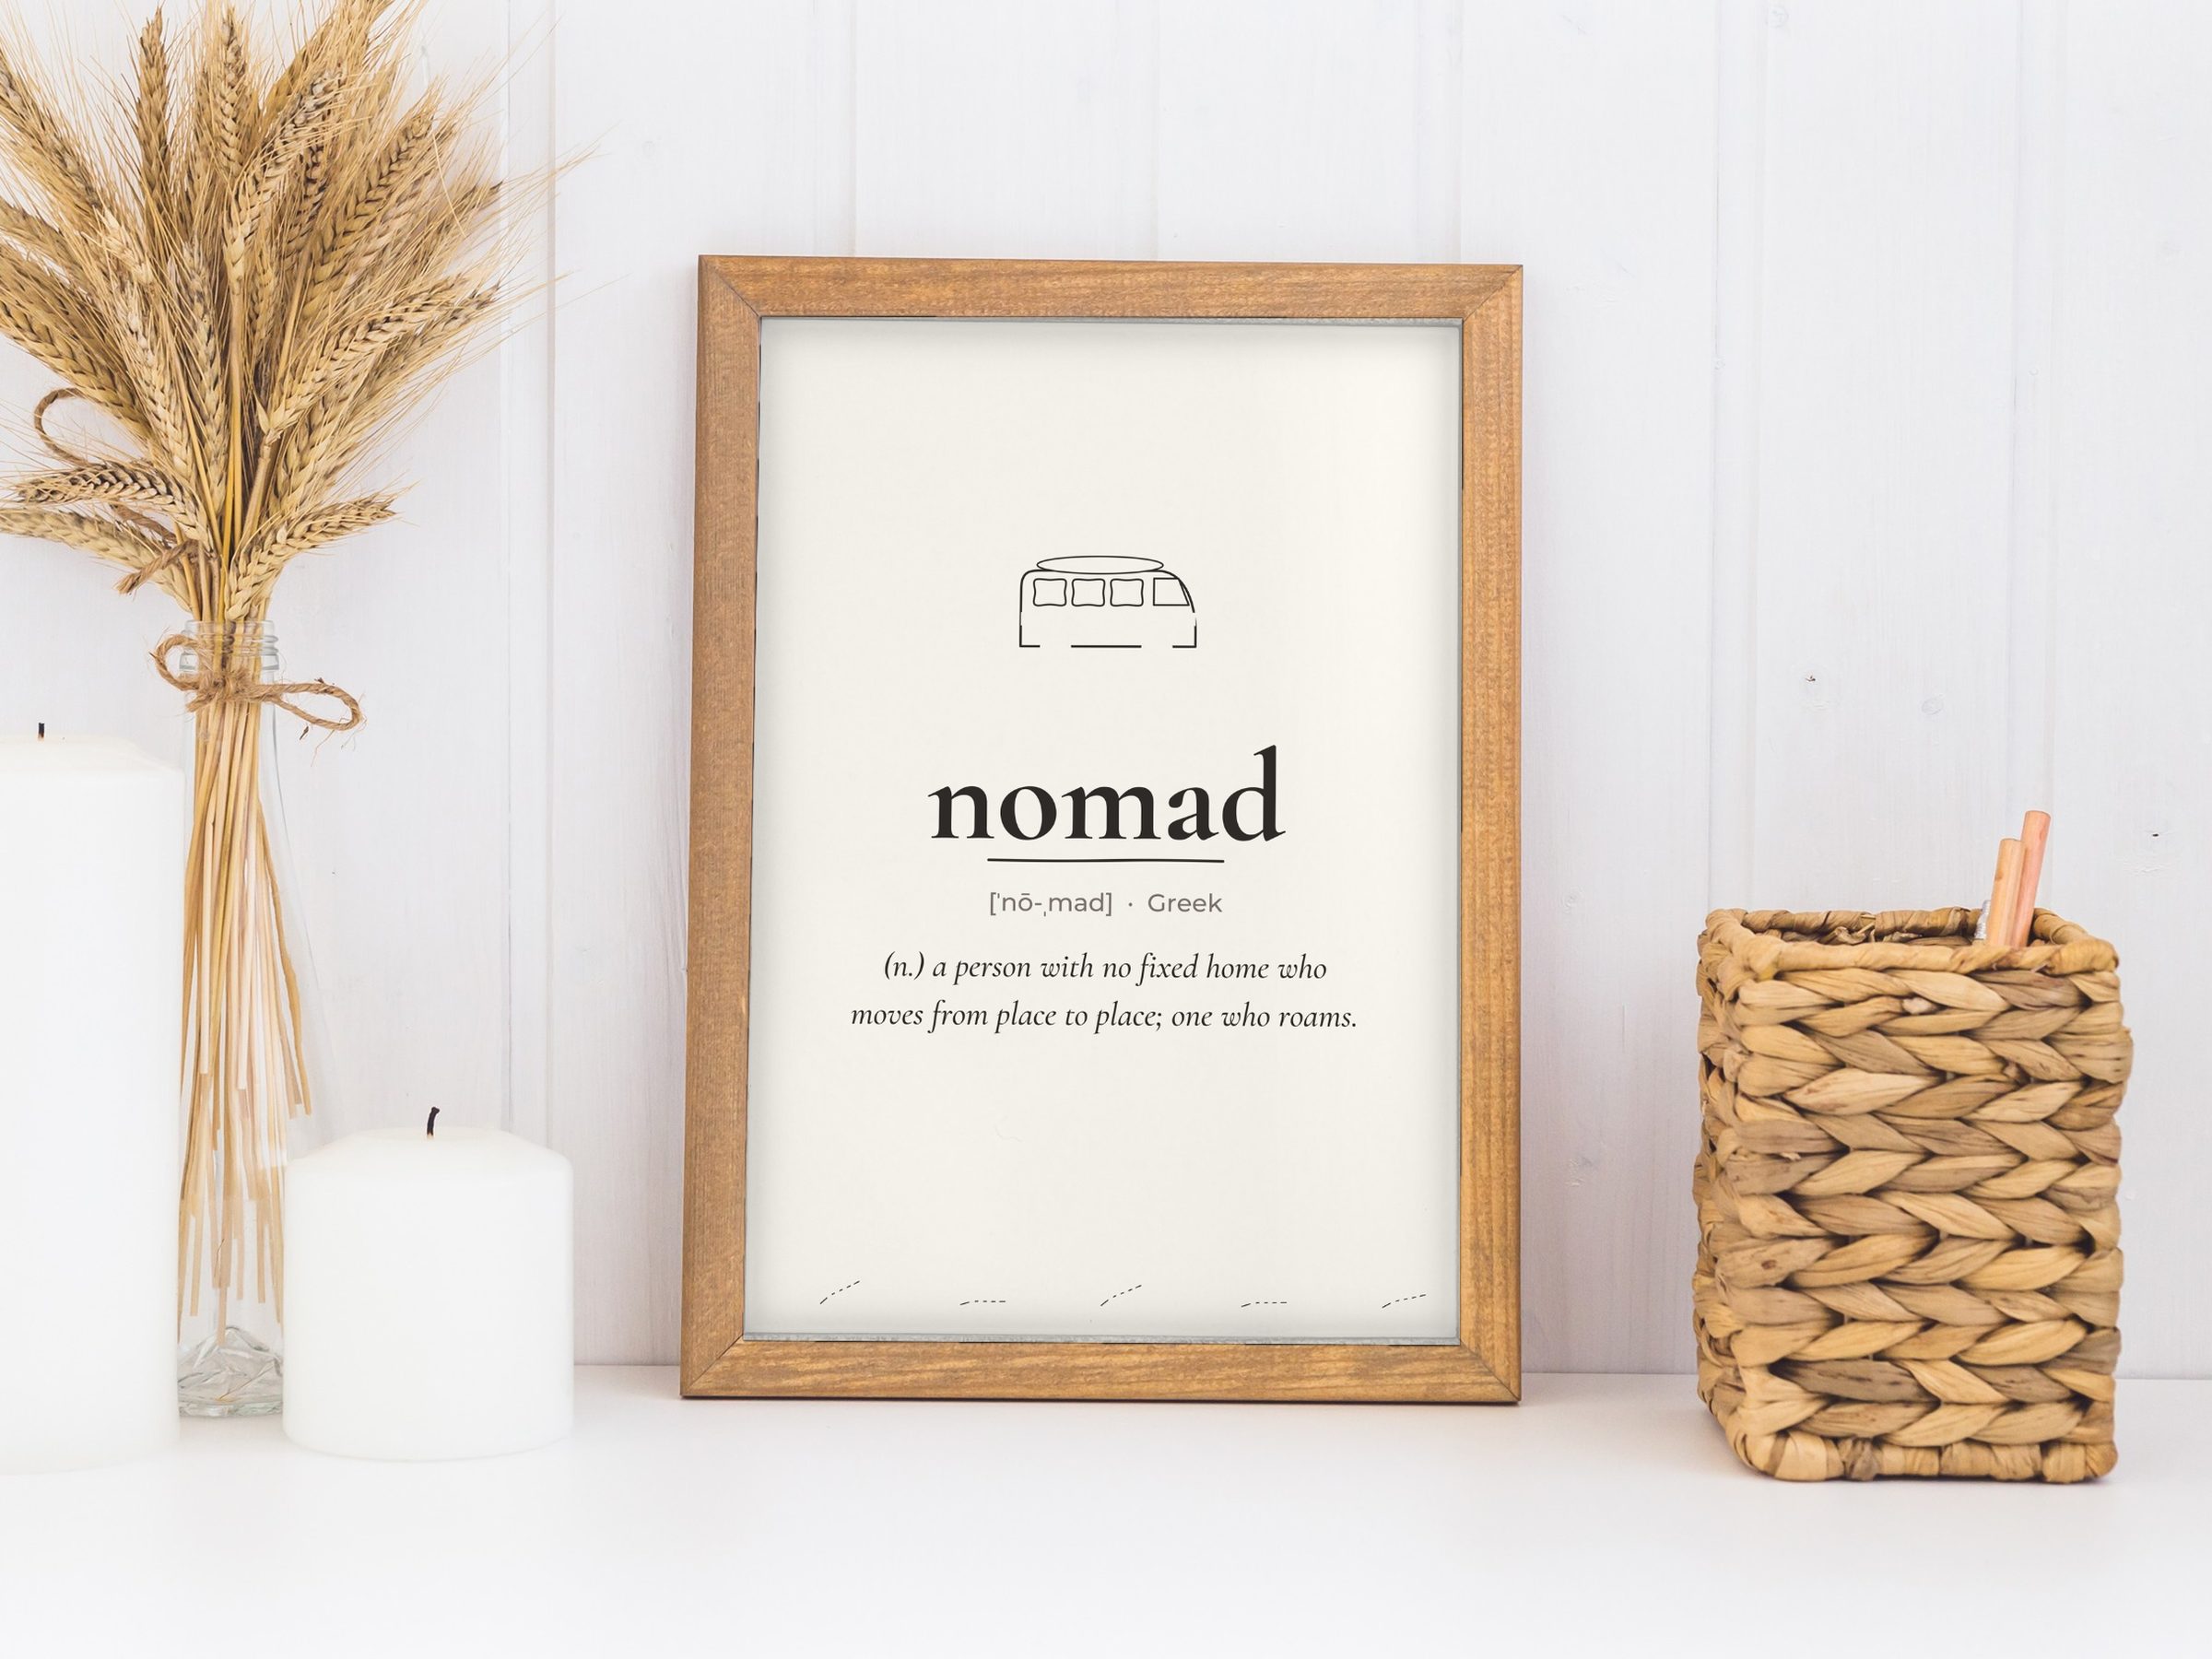 nomad
[ˈnō-ˌmad] · Greek
(n.) a person with no fixed home who
moves from place to place; one who roams.